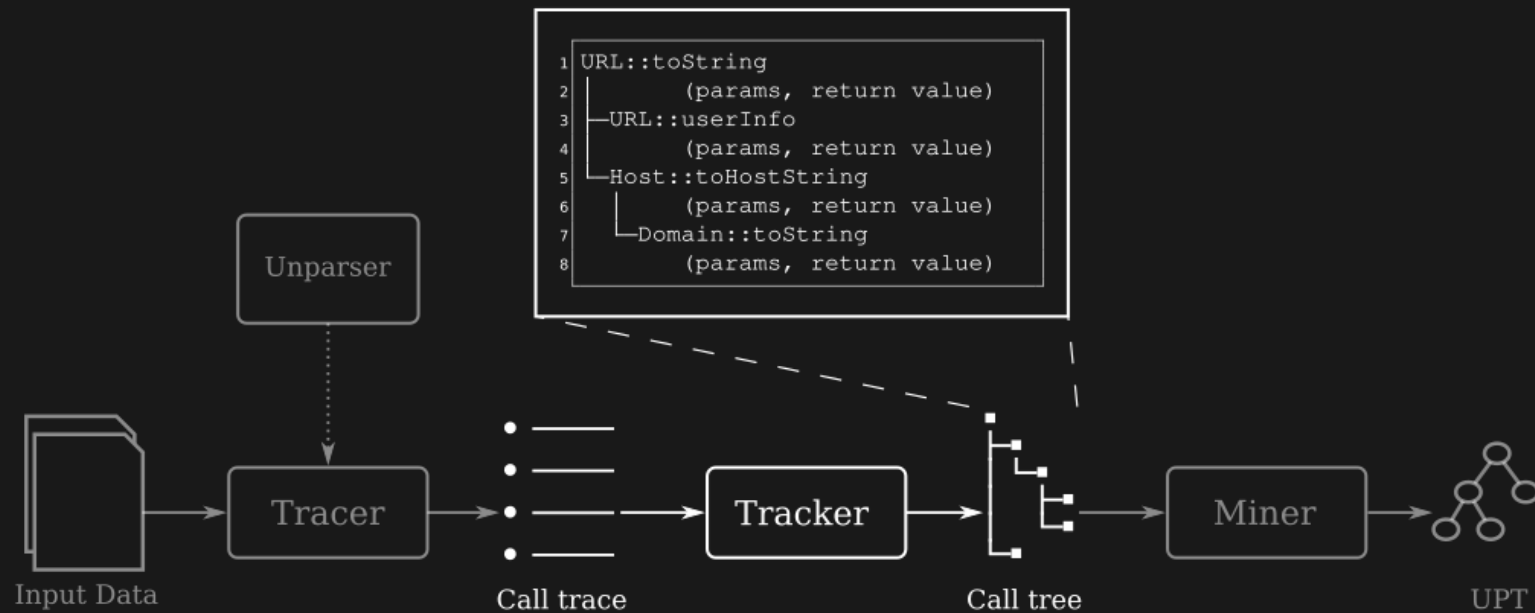 1 URL::toString
2 (params, return value)
3 URL::userInfo
4 (params, return value)
5 Host::toHostString
6 (params, return value)
7 Domain::toString
8 (params, return value)
Unparser
Tracer
Tracker
Miner
Input Data
Call trace
Call tree
UPT